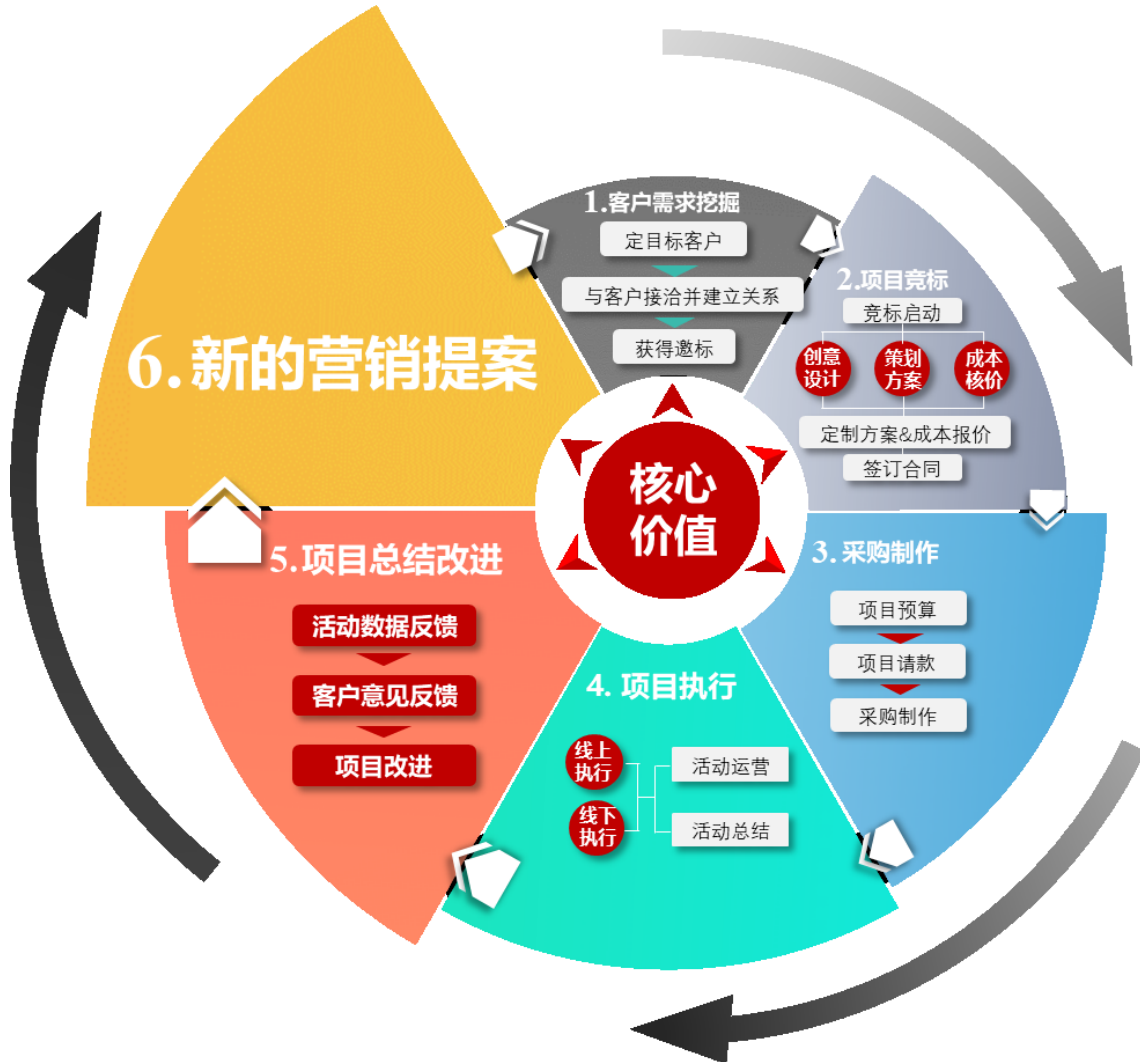 1.客户需求挖掘
定目标客户
与客户接洽并建立关系
获得邀标
2.项目竞标
竞标启动
创意
设计
策划
方案
成本
核价
定制方案&成本报价
签订合同
3.采购制作
项目预算
项目请款
采购制作
4. 项目执行
线上
执行
线下
执行
活动运营
活动总结
5.项目总结改进
活动数据反馈
客户意见反馈
项目改进
6.新的营销提案
核心
价值